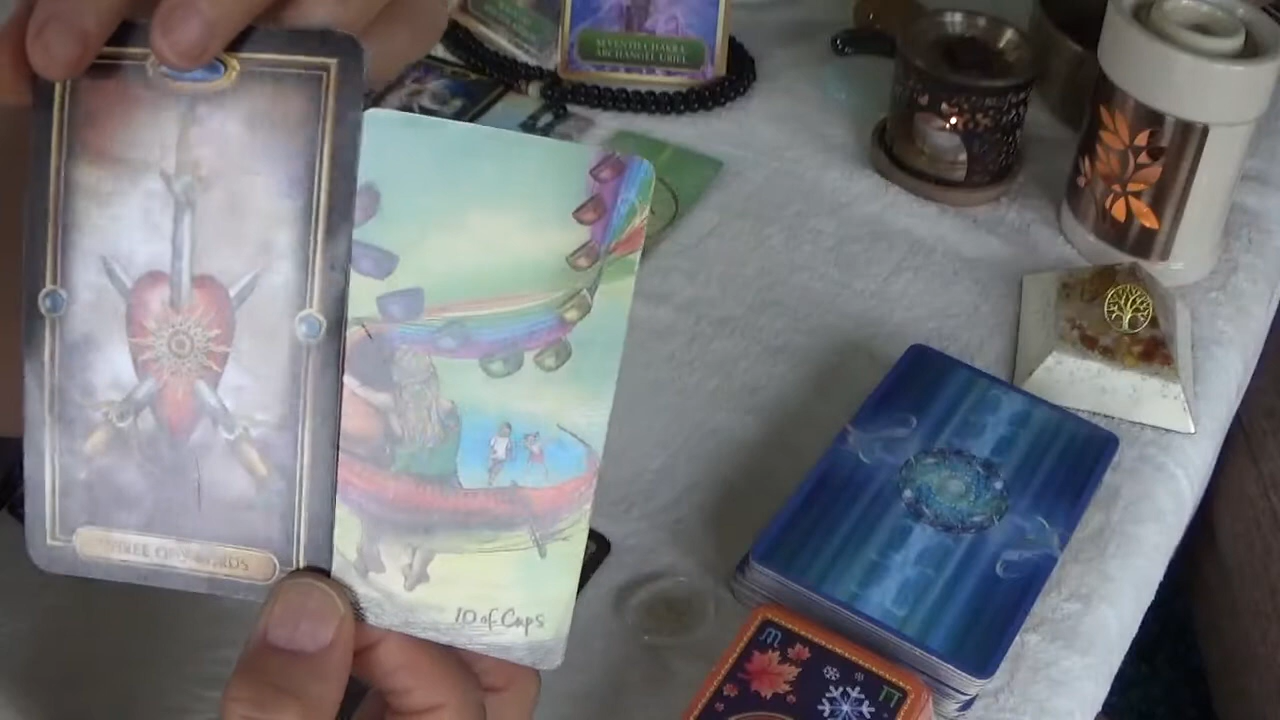 SEVENTH CHAKRA
ARCHANGEL URIEL
THREE OF SWORDS
10 of Cups